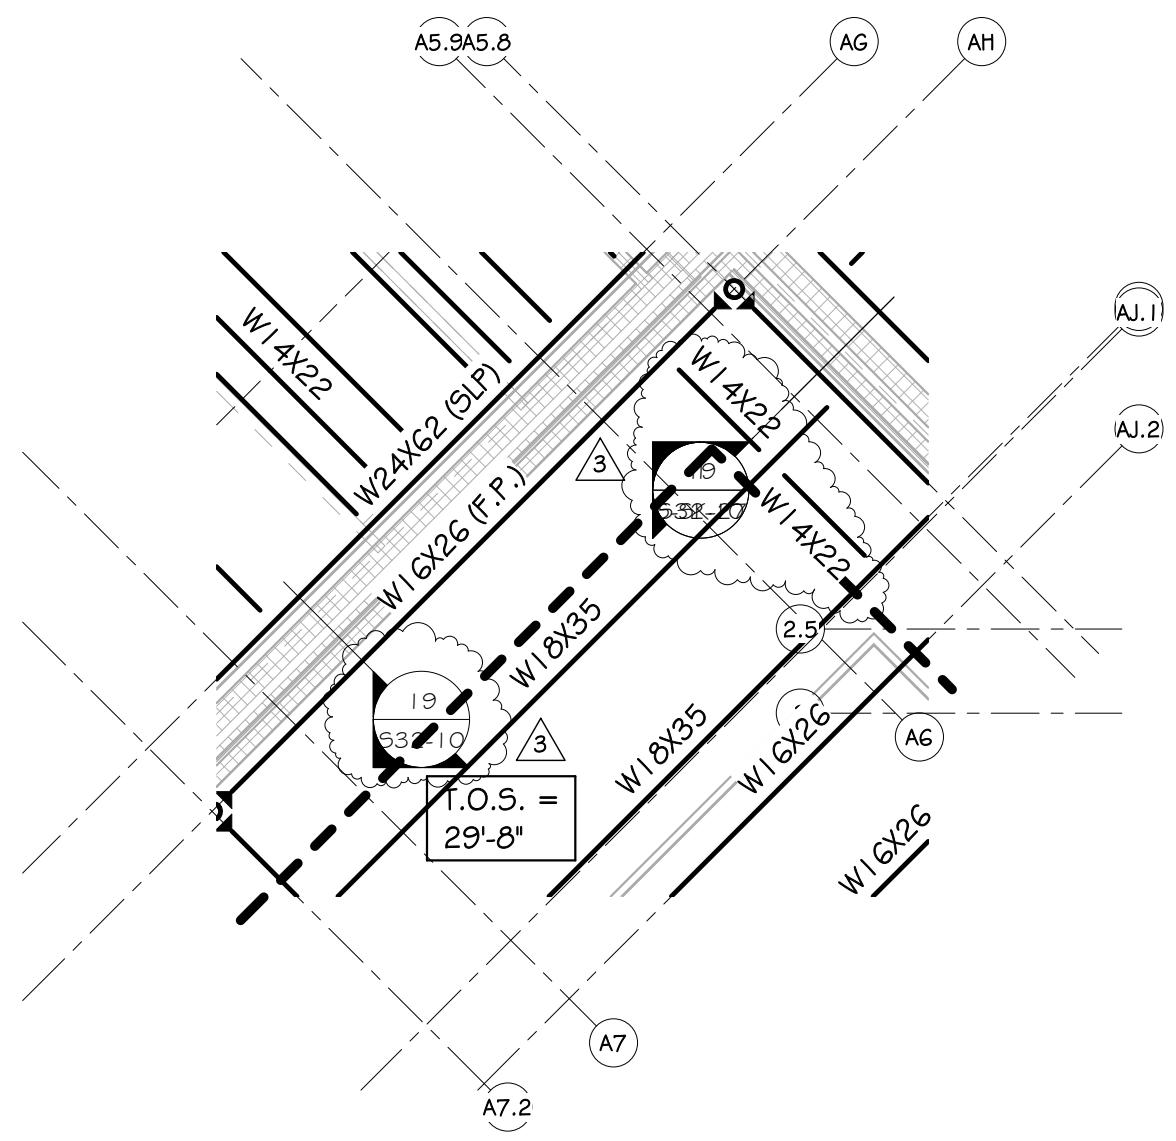 A5.9
A5.8
AG
AH
AJ.1
AJ.2
W14X22
W24X62 (SLP)
W16X26 (F.P.)
W14X22
3
19
W14X22
W18X35
2.5
A6
19
S32-10
3
T.O.S. =
29'-8"
W18X35
W16X26
W16X26
A7
A7.2